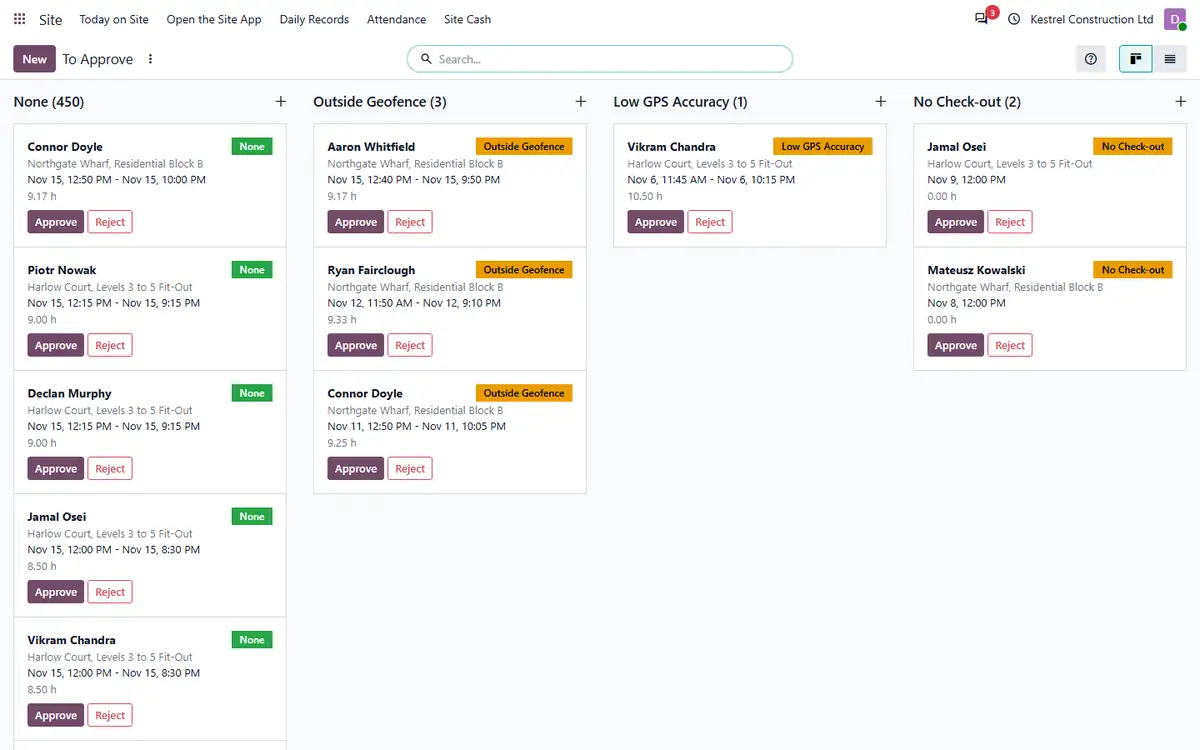 Site Today on Site Open the Site App Daily Records Attendance Site Cash 3 Kestrel Construction Ltd D
New To Approve Search...
None (450)
Connor Doyle None
Northgate Wharf, Residential Block B
Nov 15, 12:50 PM - Nov 15, 10:00 PM
9.17 h
Approve Reject
Piotr Nowak None
Harlow Court, Levels 3 to 5 Fit-Out
Nov 15, 12:15 PM - Nov 15, 9:15 PM
9.00 h
Approve Reject
Declan Murphy None
Harlow Court, Levels 3 to 5 Fit-Out
Nov 15, 12:15 PM - Nov 15, 9:15 PM
9.00 h
Approve Reject
Jamal Osei None
Harlow Court, Levels 3 to 5 Fit-Out
Nov 15, 12:00 PM - Nov 15, 8:30 PM
8.50 h
Approve Reject
Vikram Chandra None
Harlow Court, Levels 3 to 5 Fit-Out
Nov 15, 12:00 PM - Nov 15, 8:30 PM
8.50 h
Approve Reject
Outside Geofence (3)
Aaron Whitfield Outside Geofence
Northgate Wharf, Residential Block B
Nov 15, 12:40 PM - Nov 15, 9:50 PM
9.17 h
Approve Reject
Ryan Fairclough Outside Geofence
Northgate Wharf, Residential Block B
Nov 12, 11:50 AM - Nov 12, 9:10 PM
9.33 h
Approve Reject
Connor Doyle Outside Geofence
Northgate Wharf, Residential Block B
Nov 11, 12:50 PM - Nov 11, 10:05 PM
9.25 h
Approve Reject
Low GPS Accuracy (1)
Vikram Chandra Low GPS Accuracy
Harlow Court, Levels 3 to 5 Fit-Out
Nov 6, 11:45 AM - Nov 6, 10:15 PM
10.50 h
Approve Reject
No Check-out (2)
Jamal Osei No Check-out
Harlow Court, Levels 3 to 5 Fit-Out
Nov 9, 12:00 PM
0.00 h
Approve Reject
Mateusz Kowalski No Check-out
Northgate Wharf, Residential Block B
Nov 8, 12:00 PM
0.00 h
Approve Reject